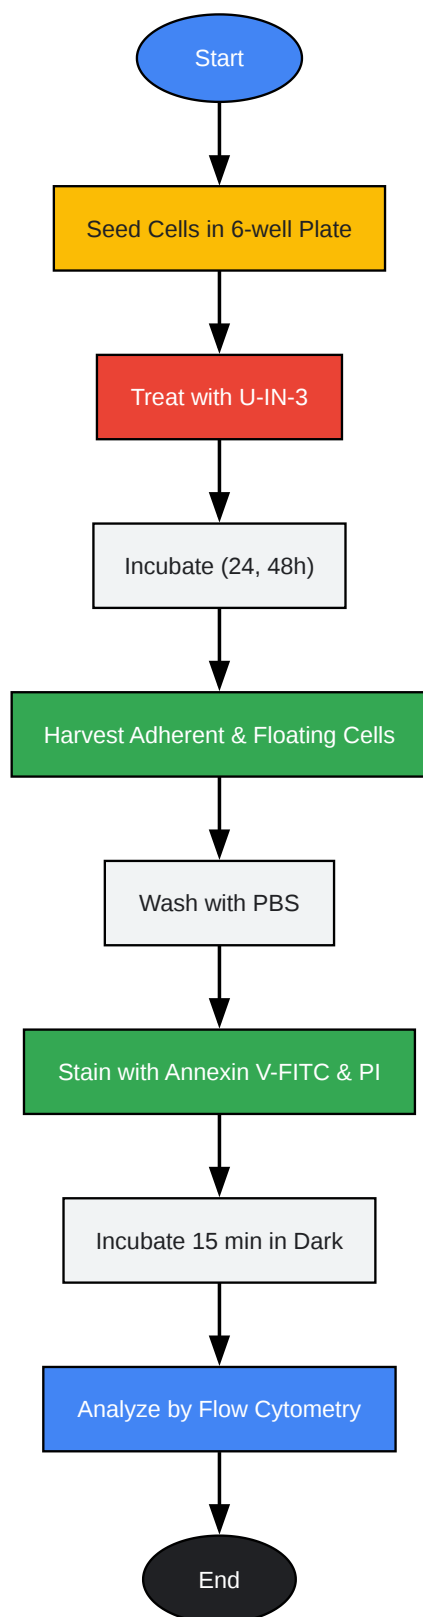 Start
Seed Cells in 6-well Plate
Treat with U-IN-3
Incubate (24, 48h)
Harvest Adherent & Floating Cells
Wash with PBS
Stain with Annexin V-FITC & PI
Incubate 15 min in Dark
Analyze by Flow Cytometry
End